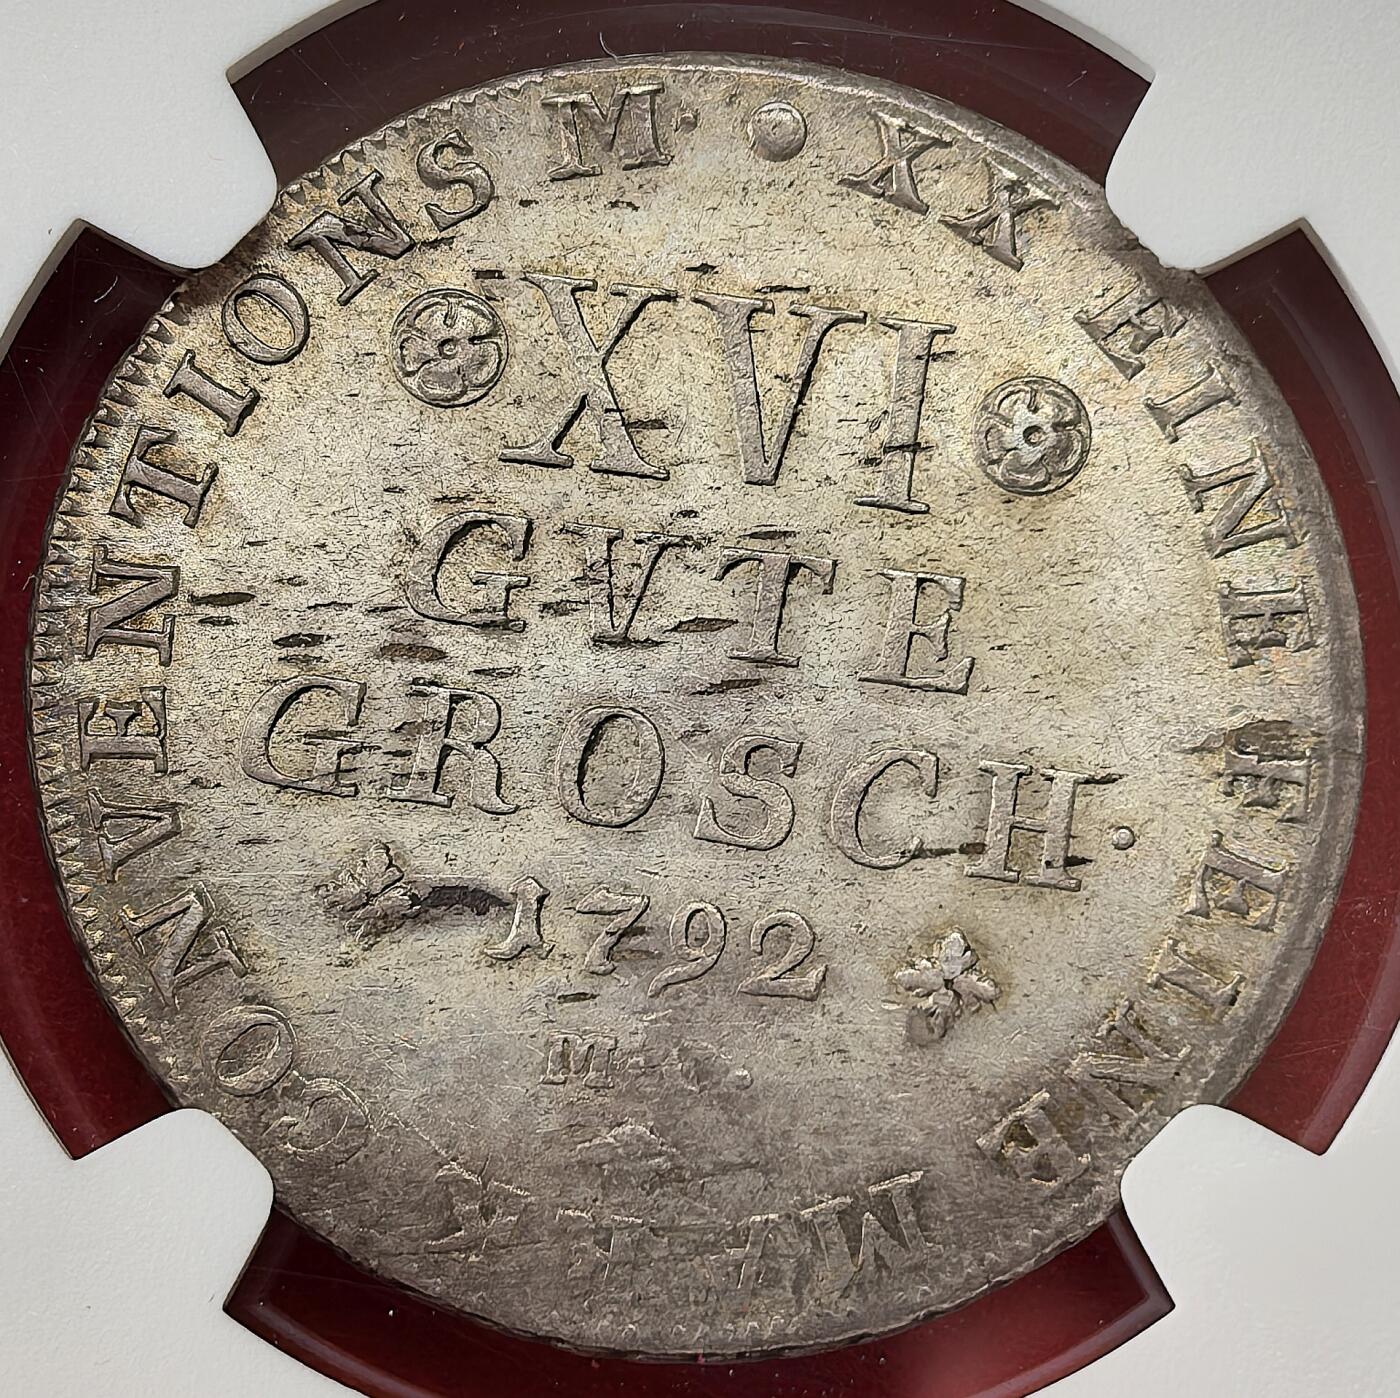 XX EINE FEINE MARK CONVENTIONS M·
XVI
GVTE
GROSCH·
1792
M·